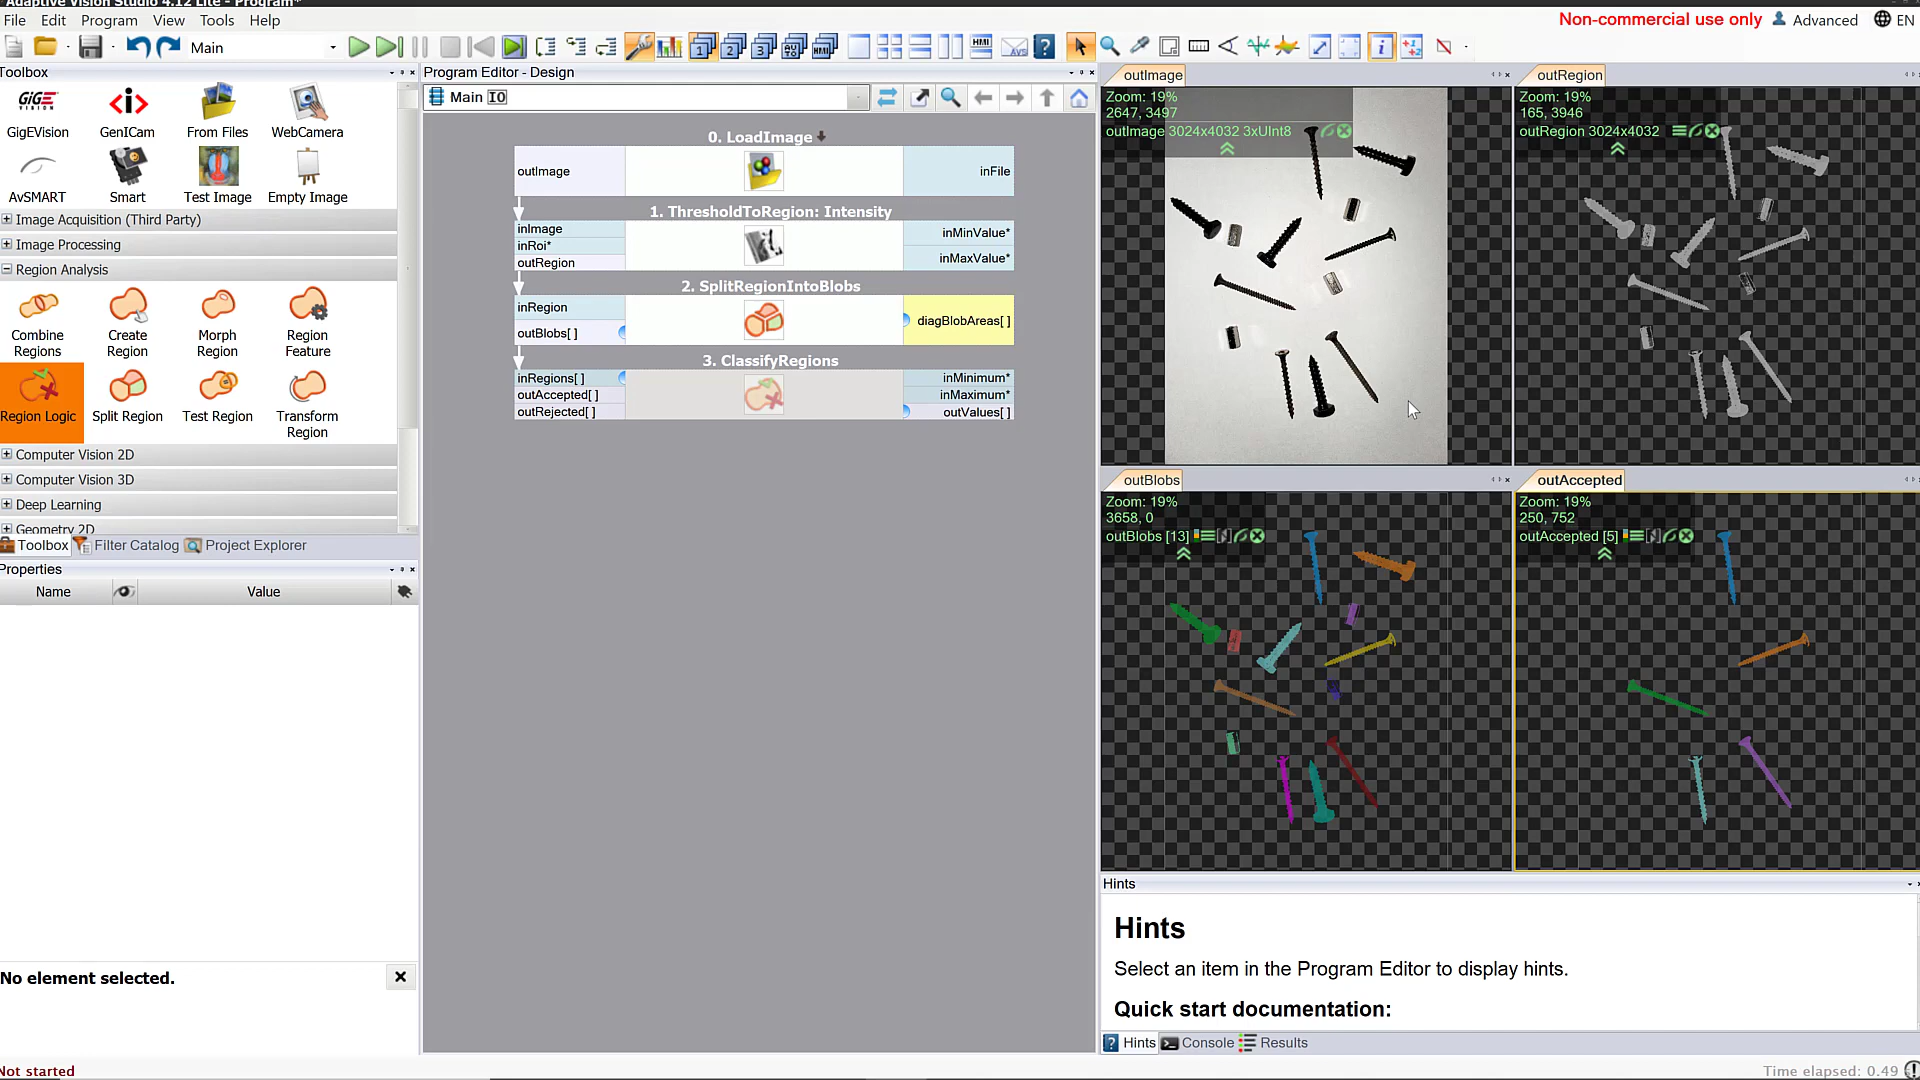 Adaptive Vision Studio 4.12 Lite - Program*
File Edit Program View Tools Help
Non-commercial use only Advanced EN
Main
HMI
Toolbox
GigEVision GenICam From Files WebCamera
AvSMART Smart Test Image Empty Image
Image Acquisition (Third Party)
Image Processing
Region Analysis
Combine Regions
Create Region
Morph Region
Region Feature
Region Logic
Split Region
Test Region
Transform Region
Computer Vision 2D
Computer Vision 3D
Deep Learning
Geometry 2D
Toolbox Filter Catalog Project Explorer
Properties
Name Value
No element selected.
Not started
Program Editor - Design
Main IO
0. LoadImage
outImage inFile
1. ThresholdToRegion: Intensity
inImage
inRoi*
outRegion
inMinValue*
inMaxValue*
2. SplitRegionIntoBlobs
inRegion
outBlobs[ ]
diagBlobAreas[ ]
3. ClassifyRegions
inRegions[ ]
outAccepted[ ]
outRejected[ ]
inMinimum*
inMaximum*
outValues[ ]
outImage
Zoom: 19%
2647, 3497
outImage 3024x4032 3xUInt8
outRegion
Zoom: 19%
165, 3946
outRegion 3024x4032
outBlobs
Zoom: 19%
3658, 0
outBlobs [13]
outAccepted
Zoom: 19%
250, 752
outAccepted [5]
Hints
Hints
Select an item in the Program Editor to display hints.
Quick start documentation:
Hints Console Results
Time elapsed: 0.49